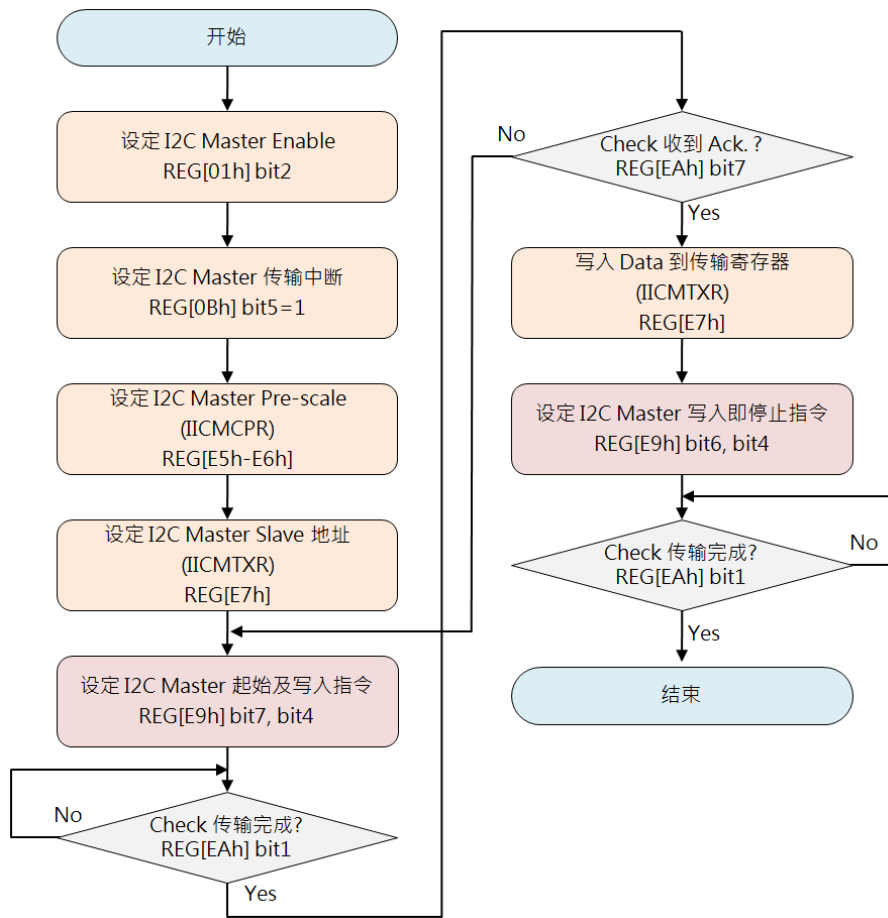 开始
设定 I2C Master Enable
REG[01h] bit2
设定 I2C Master 传输中断
REG[0Bh] bit5=1
设定 I2C Master Pre-scale
(IICMCPR)
REG[E5h-E6h]
设定 I2C Master Slave 地址
(IICMTXR)
REG[E7h]
设定 I2C Master 起始及写入指令
REG[E9h] bit7, bit4
No
Check 传输完成?
REG[EAh] bit1
Yes
No
Check 收到 Ack. ?
REG[EAh] bit7
Yes
写入 Data 到传输寄存器
(IICMTXR)
REG[E7h]
设定 I2C Master 写入即停止指令
REG[E9h] bit6, bit4
Check 传输完成?
REG[EAh] bit1
No
Yes
结束